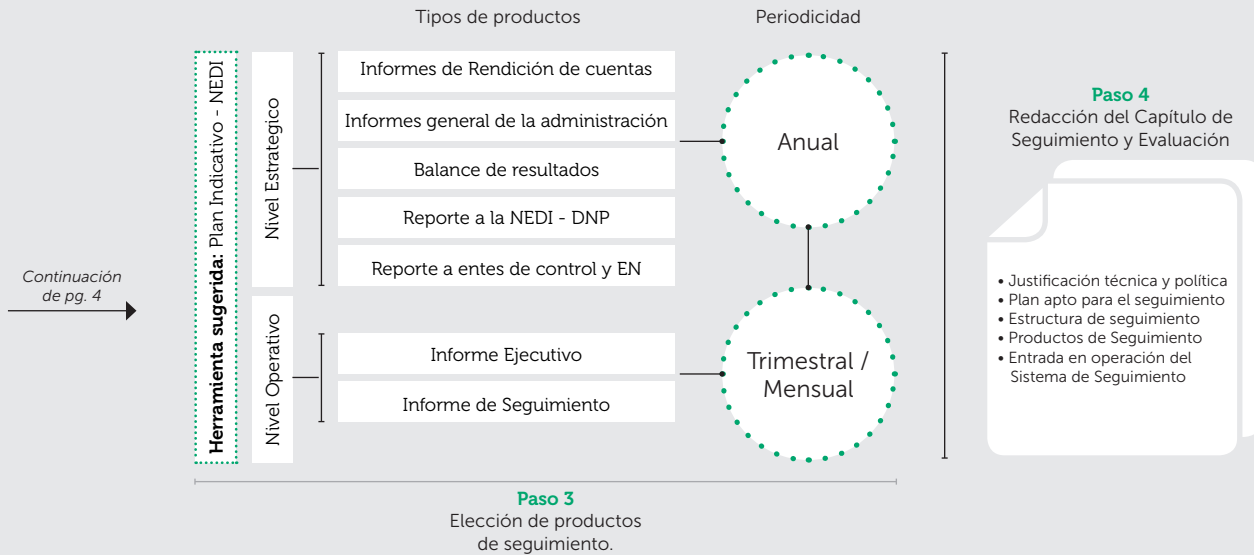 Tipos de productos
Periodicidad
Continuación
de pg. 4
Herramienta sugerida: Plan Indicativo - NEDI
Nivel Estrategico
Informes de Rendición de cuentas
Informes general de la administración
Balance de resultados
Reporte a la NEDI - DNP
Reporte a entes de control y EN
Anual
Nivel Operativo
Informe Ejecutivo
Informe de Seguimiento
Trimestral /
Mensual
Paso 3
Elección de productos
de seguimiento.
Paso 4
Redacción del Capítulo de
Seguimiento y Evaluación
• Justificación técnica y política
• Plan apto para el seguimiento
• Estructura de seguimiento
• Productos de Seguimiento
• Entrada en operación del
Sistema de Seguimiento